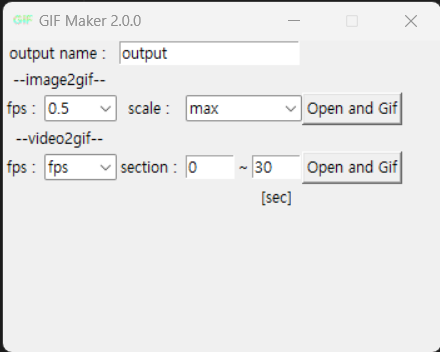 GIF GIF Maker 2.0.0
output name : output
--image2gif--
fps : 0.5 scale : max Open and Gif
--video2gif--
fps : fps section : 0 ~ 30 Open and Gif
[sec]